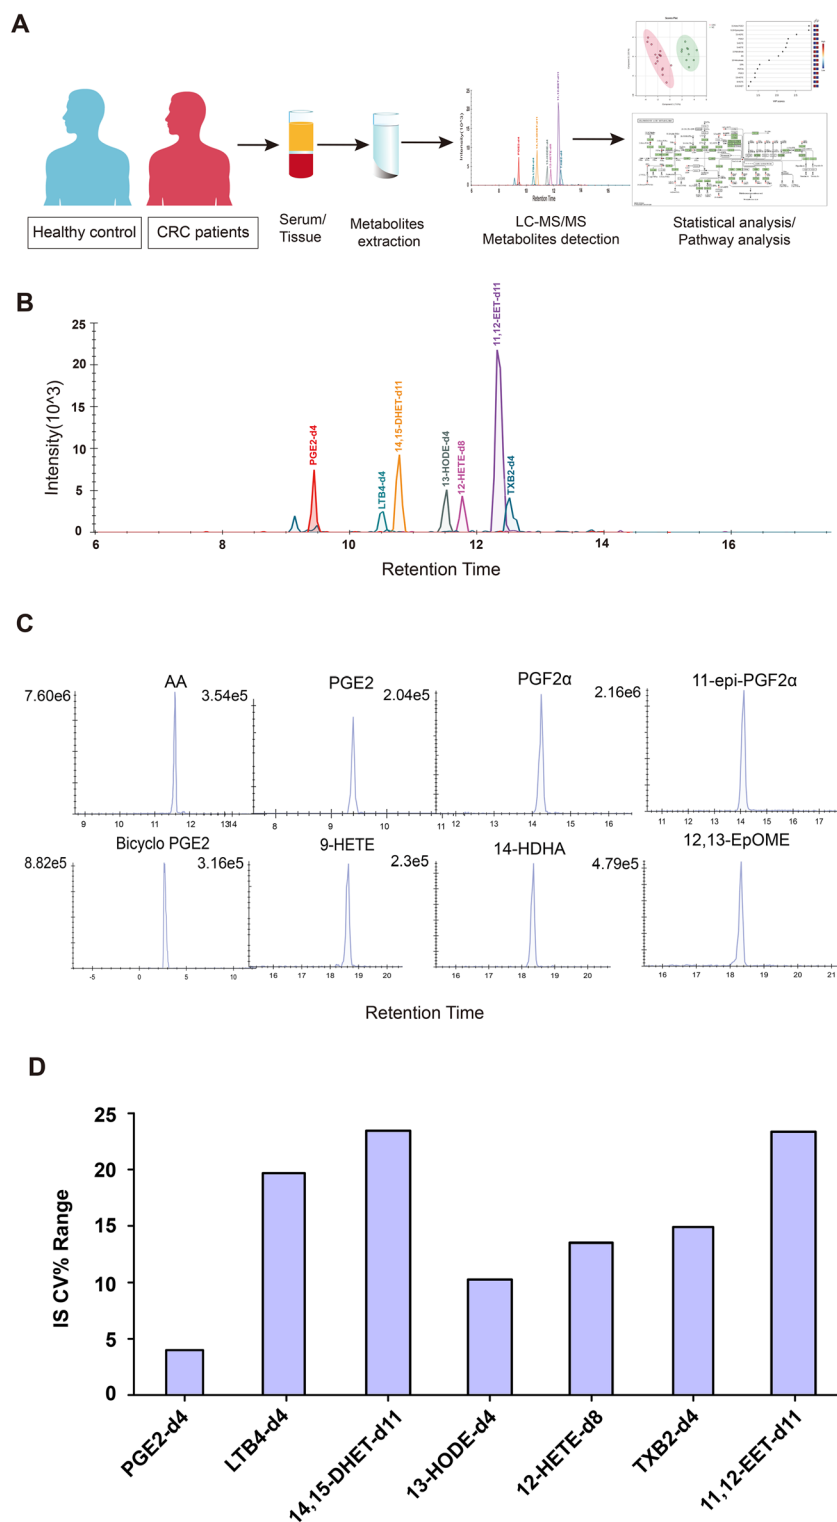 A
Healthy control
CRC patients
Serum/
Tissue
Metabolites
extraction
Intensity(10^3)
Retention Time
LC-MS/MS
Metabolites detection
Statistical analysis/
Pathway analysis
B
Intensity(10^3)
25
20
15
10
5
0
PGE2-d4
LTB4-d4
14,15-DHET-d11
13-HODE-d4
12-HETE-d8
11,12-EET-d11
TXB2-d4
6 8 10 12 14 16
Retention Time
C
AA
7.60e6
9 10 11 12 13 14
PGE2
3.54e5
8 9 10 11
PGF2α
2.04e5
12 13 14 15 16
11-epi-PGF2α
2.16e6
11 12 13 14 15 16 17
Bicyclo PGE2
8.82e5
-5 0 5 10
9-HETE
3.16e5
16 17 18 19 20
14-HDHA
2.3e5
16 17 18 19 20 21
12,13-EpOME
4.79e5
16 17 18 19 20 21
Retention Time
D
IS CV% Range
25
20
15
10
5
0
PGE2-d4
LTB4-d4
14,15-DHET-d11
13-HODE-d4
12-HETE-d8
TXB2-d4
11,12-EET-d11